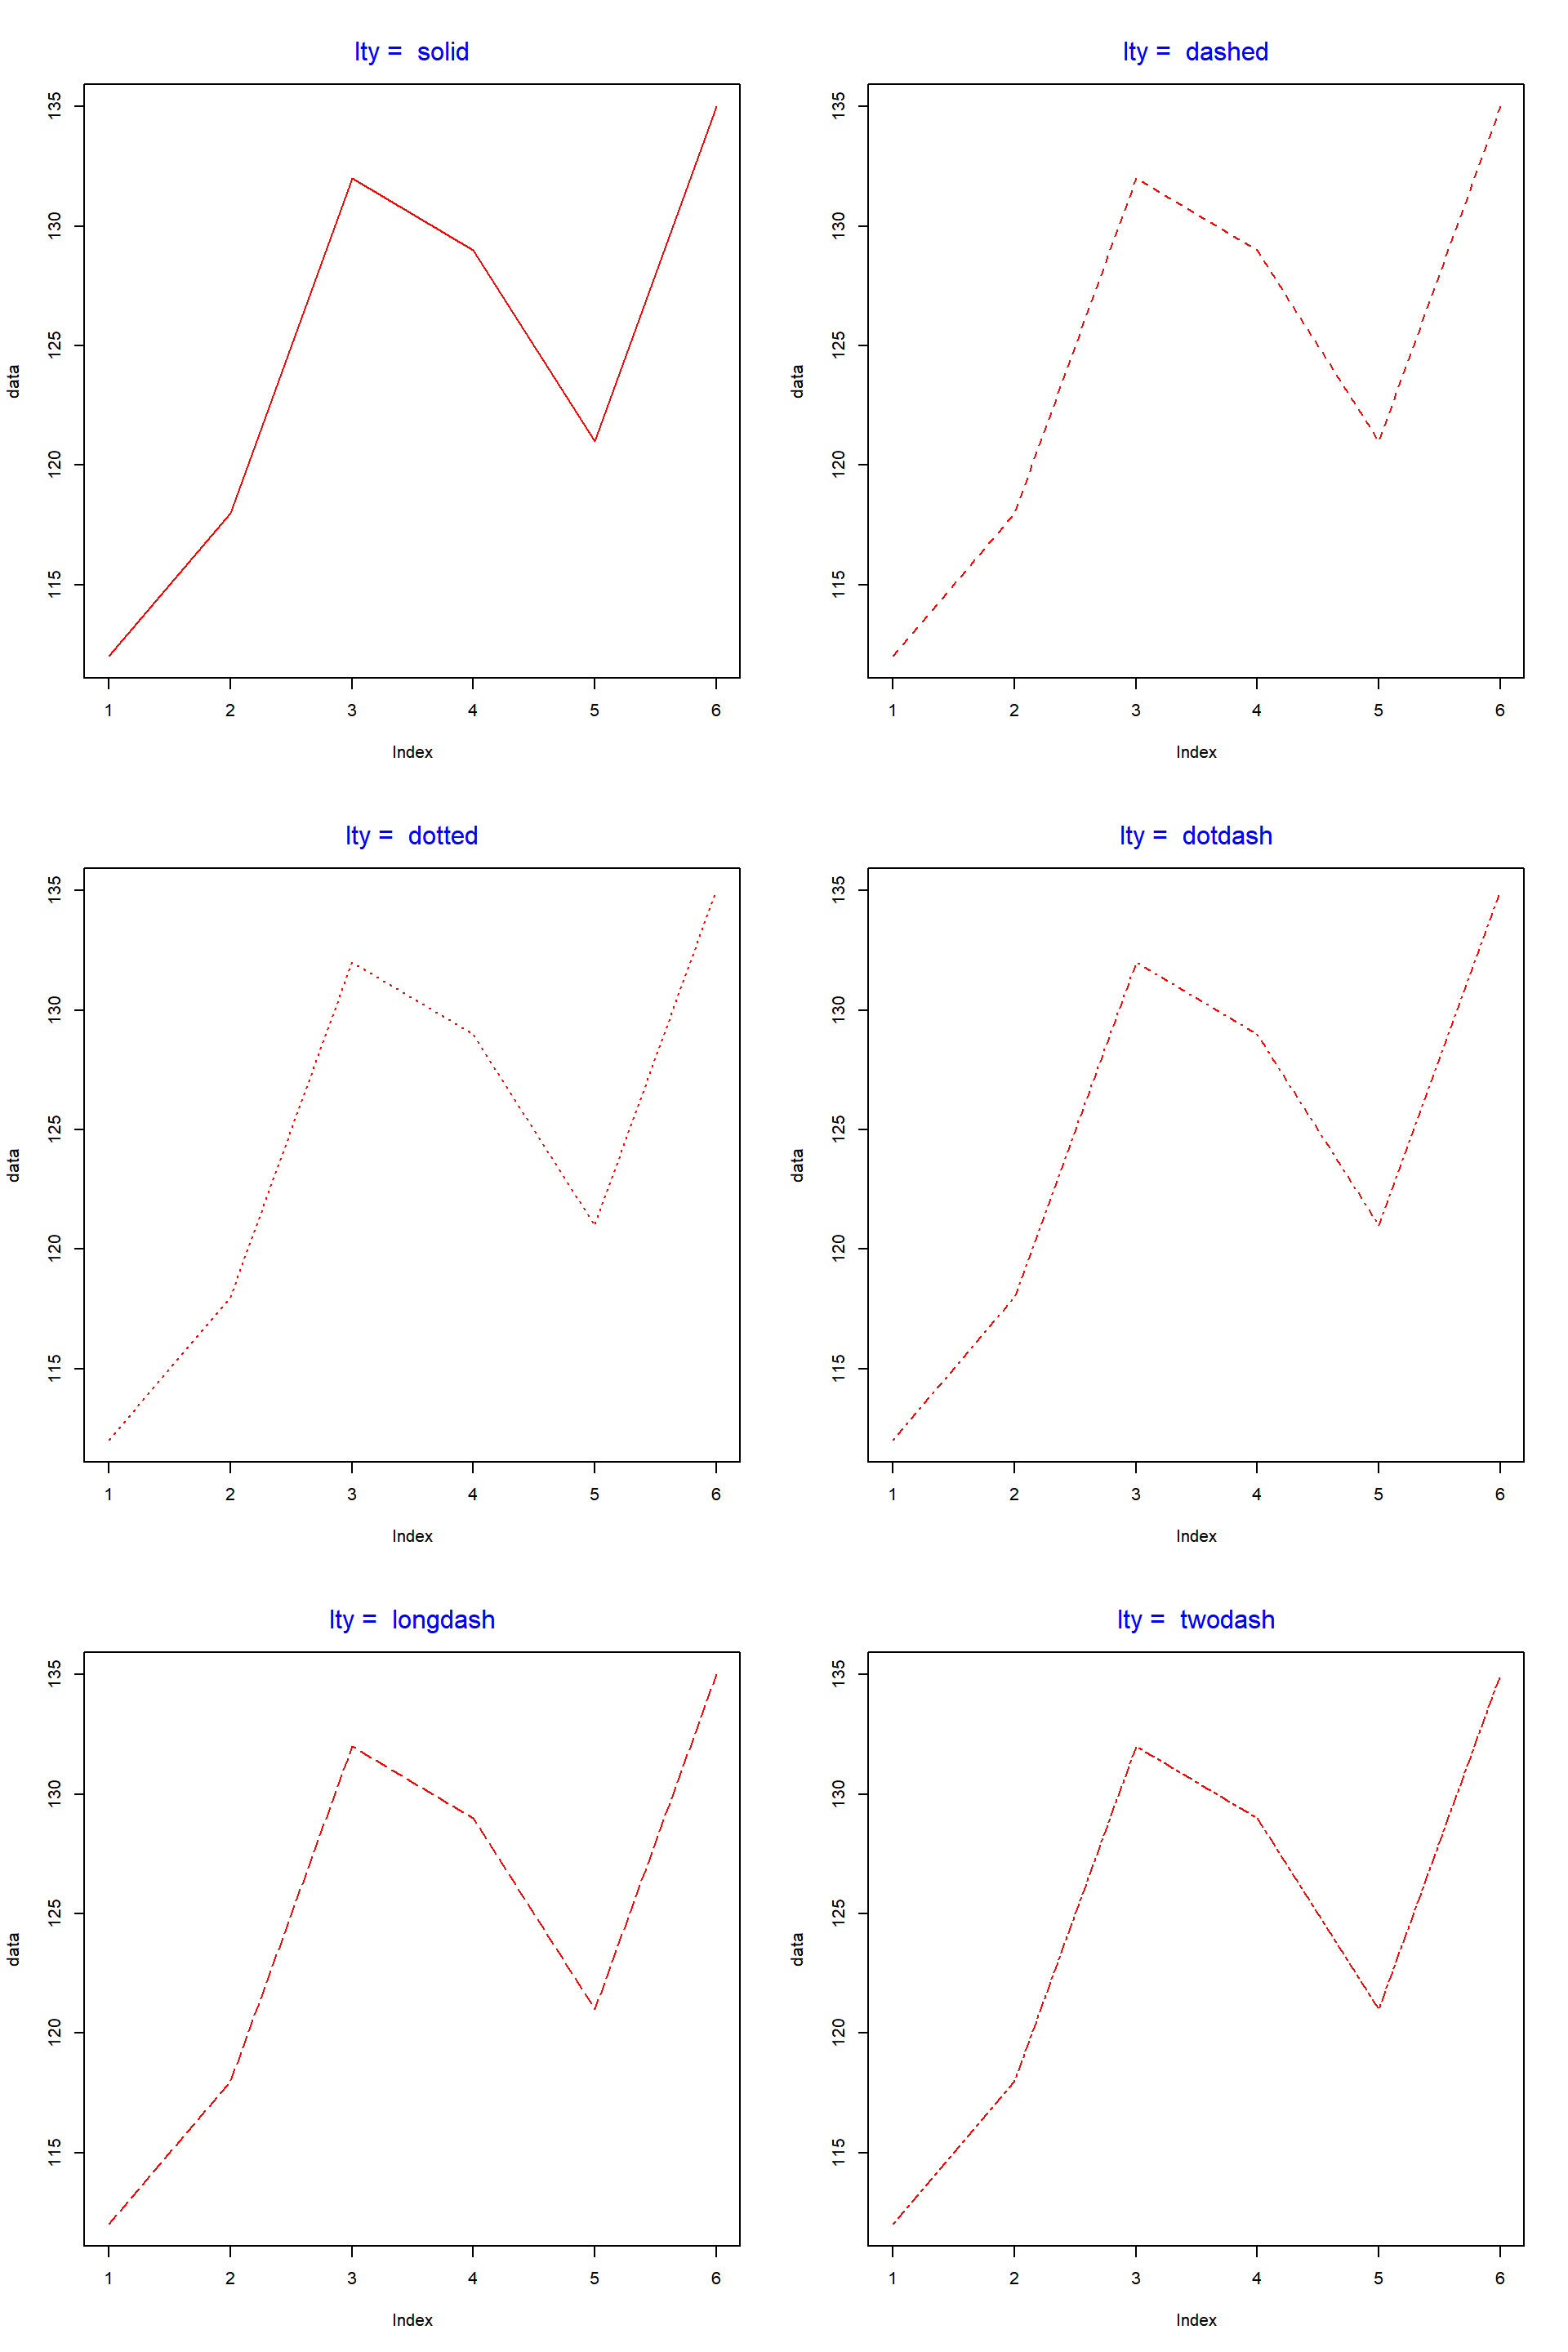 lty =  solid
135
130
125
120
115
data
1 2 3 4 5 6
Index
lty =  dashed
135
130
125
120
115
data
1 2 3 4 5 6
Index
lty =  dotted
135
130
125
120
115
data
1 2 3 4 5 6
Index
lty =  dotdash
135
130
125
120
115
data
1 2 3 4 5 6
Index
lty =  longdash
135
130
125
120
115
data
1 2 3 4 5 6
Index
lty =  twodash
135
130
125
120
115
data
1 2 3 4 5 6
Index